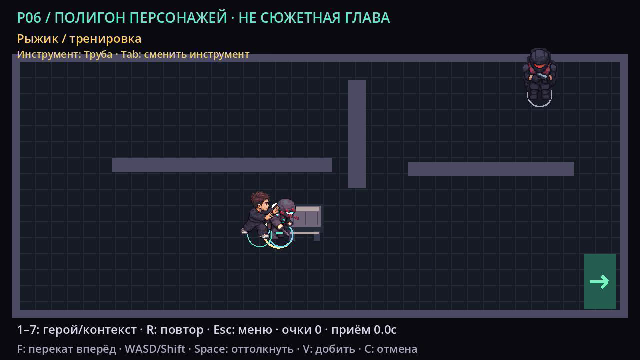 P06 / ПОЛИГОН ПЕРСОНАЖЕЙ · НЕ СЮЖЕТНАЯ ГЛАВА
Рыжик / тренировка
Инструмент: Труба · Tab: сменить инструмент
1–7: герой/контекст · R: повтор · Esc: меню · очки 0 · приём 0.0с
F: перекат вперёд · WASD/Shift · Space: оттолкнуть · V: добить · C: отмена